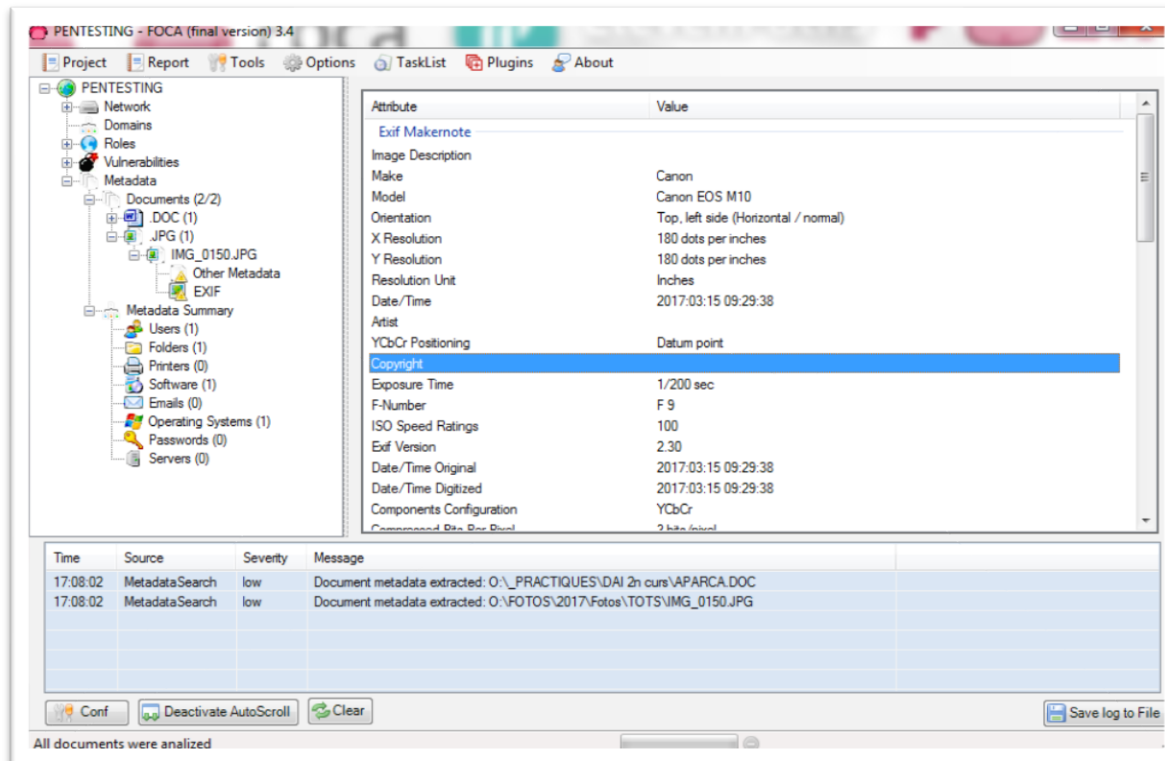 PENTESTING - FOCA (final version) 3.4
Project Report Tools Options TaskList Plugins About
PENTESTING
Network
Domains
Roles
Vulnerabilities
Metadata
Documents (2/2)
.DOC (1)
.JPG (1)
IMG_0150.JPG
Other Metadata
EXIF
Metadata Summary
Users (1)
Folders (1)
Printers (0)
Software (1)
Emails (0)
Operating Systems (1)
Passwords (0)
Servers (0)
Attribute Value
Exif Makernote
Image Description
Make Canon
Model Canon EOS M10
Orientation Top, left side (Horizontal / normal)
X Resolution 180 dots per inches
Y Resolution 180 dots per inches
Resolution Unit Inches
Date/Time 2017:03:15 09:29:38
Artist
YCbCr Positioning Datum point
Copyright
Exposure Time 1/200 sec
F-Number F 9
ISO Speed Ratings 100
Exif Version 2.30
Date/Time Original 2017:03:15 09:29:38
Date/Time Digitized 2017:03:15 09:29:38
Components Configuration YCbCr
Compressed Bits Per Pixel 2 bits/pixel
Time Source Severity Message
17:08:02 MetadataSearch low Document metadata extracted: O:\_PRACTIQUES\DAI 2n curs\APARCA.DOC
17:08:02 MetadataSearch low Document metadata extracted: O:\FOTOS\2017\Fotos\TOTS\IMG_0150.JPG
Conf Deactivate AutoScroll Clear Save log to File
All documents were analized